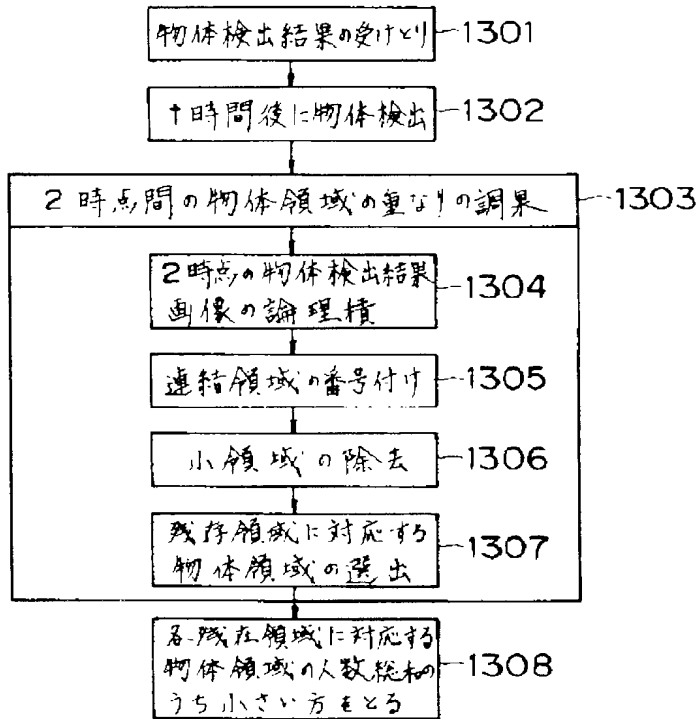 物体検出結果の受けとり 1301
t時間後に物体検出 1302
2時点間の物体領域の重なりの調果 1303
2時点の物体検出結果
画像の論理積 1304
連結領域の番号付け 1305
小領域の除去 1306
残存領域に対応する
物体領域の選出 1307
各残在領域に対応する
物体領域の人数総和の 1308
うち小さい方をとる